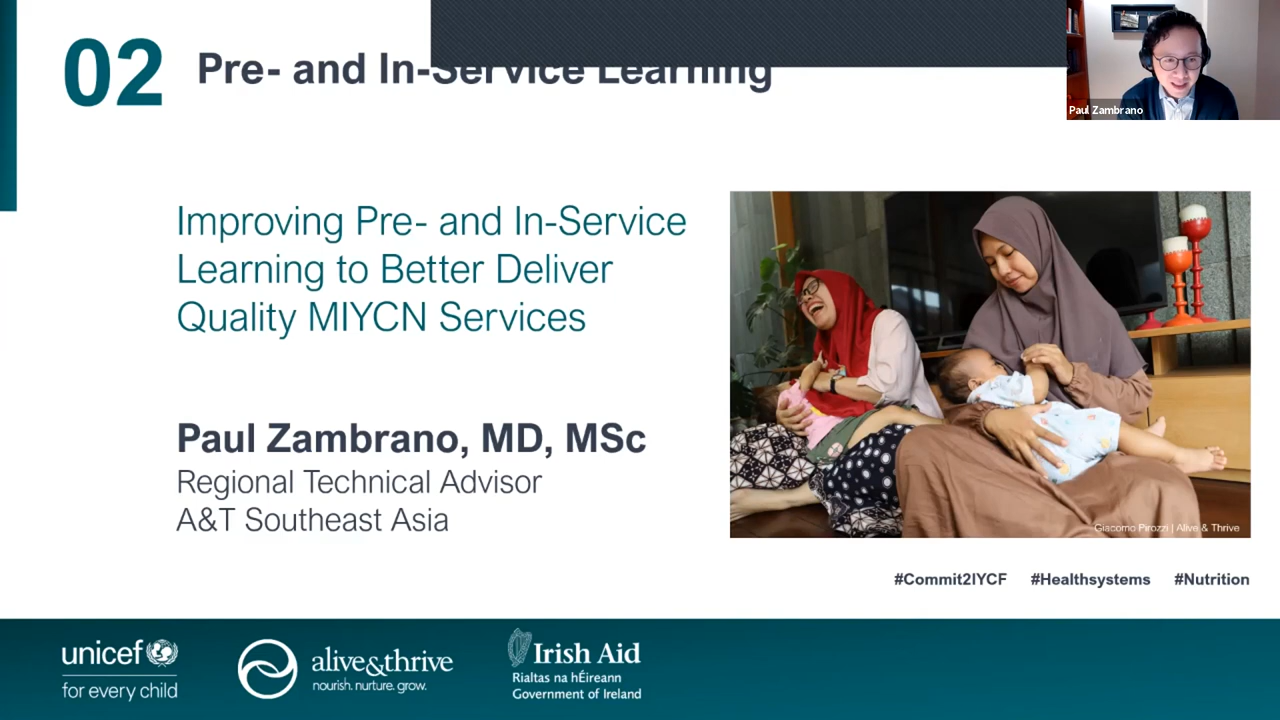 02
Pre- and In-Service Learning
Paul Zambrano
Improving Pre- and In-Service
Learning to Better Deliver
Quality MIYCN Services
Paul Zambrano, MD, MSc
Regional Technical Advisor
A&T Southeast Asia
Giacomo Pirozzi | Alive & Thrive
#Commit2IYCF #Healthsystems #Nutrition
unicef
for every child
alive&thrive
nourish. nurture. grow.
Irish Aid
Rialtas na hÉireann
Government of Ireland